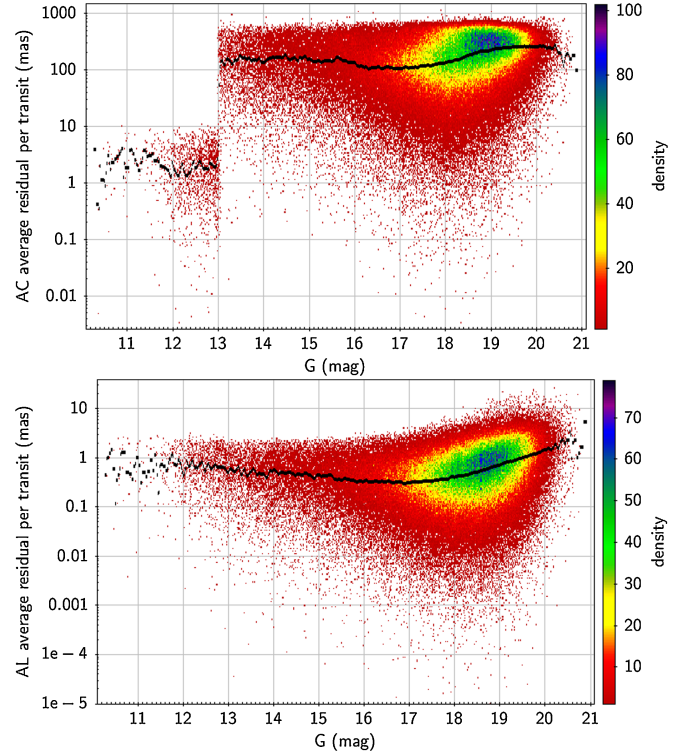 AC average residual per transit (mas)
1000
100
10
1
0.1
0.01
11 12 13 14 15 16 17 18 19 20 21
G (mag)
100
80
60
40
20
density
AL average residual per transit (mas)
10
1
0.1
0.01
0.001
1e − 4
1e − 5
11 12 13 14 15 16 17 18 19 20 21
G (mag)
70
60
50
40
30
20
10
density